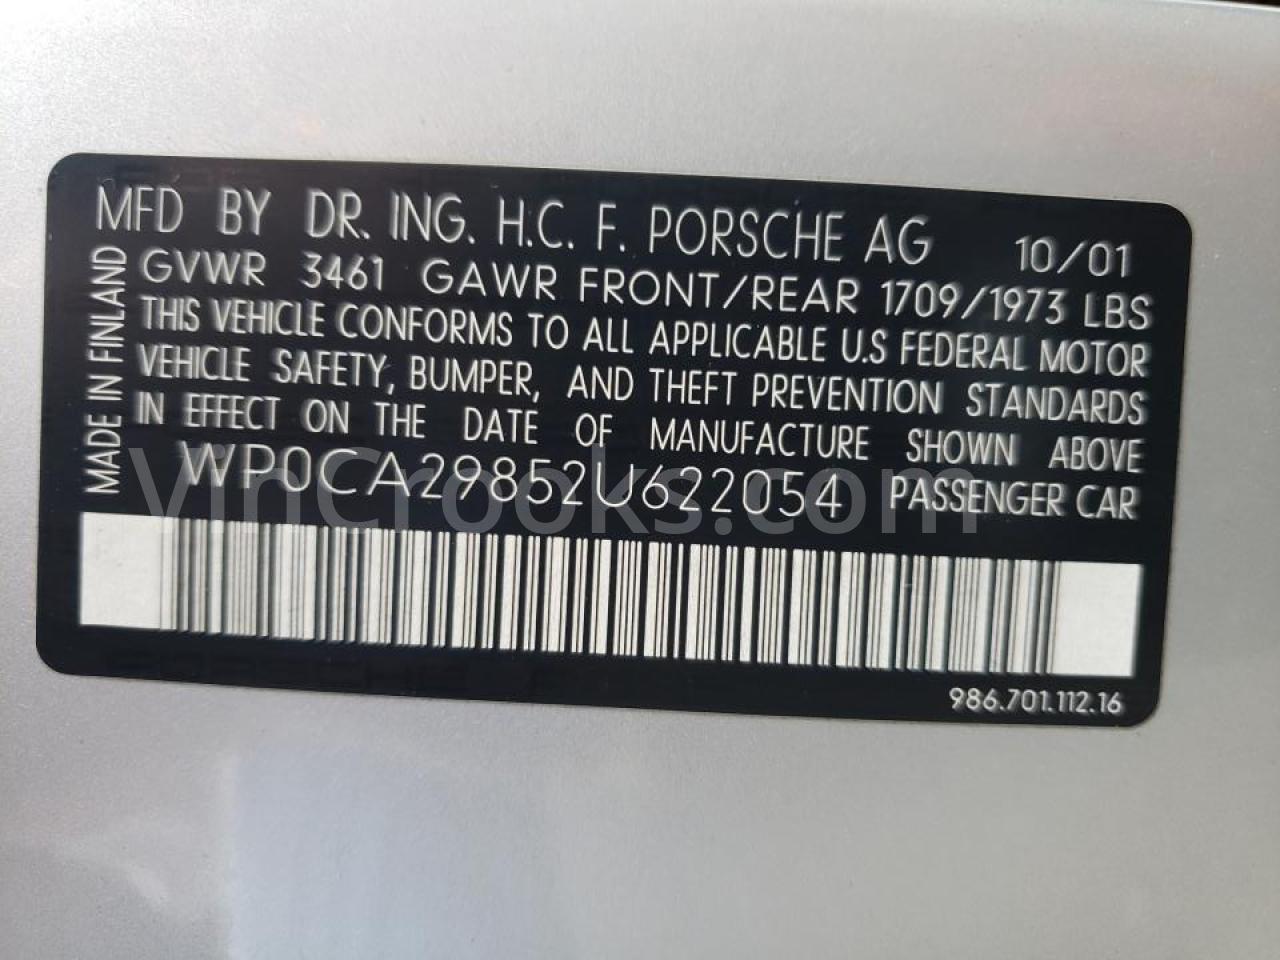 MFD BY DR. ING. H.C. F. PORSCHE AG 10/01
GVWR 3461 GAWR FRONT/REAR 1709/1973 LBS
THIS VEHICLE CONFORMS TO ALL APPLICABLE U.S FEDERAL MOTOR
VEHICLE SAFETY, BUMPER, AND THEFT PREVENTION STANDARDS
IN EFFECT ON THE DATE OF MANUFACTURE SHOWN ABOVE
WP0CA29852U622054 PASSENGER CAR
MADE IN FINLAND
986.701.112.16
VinCrooks.com